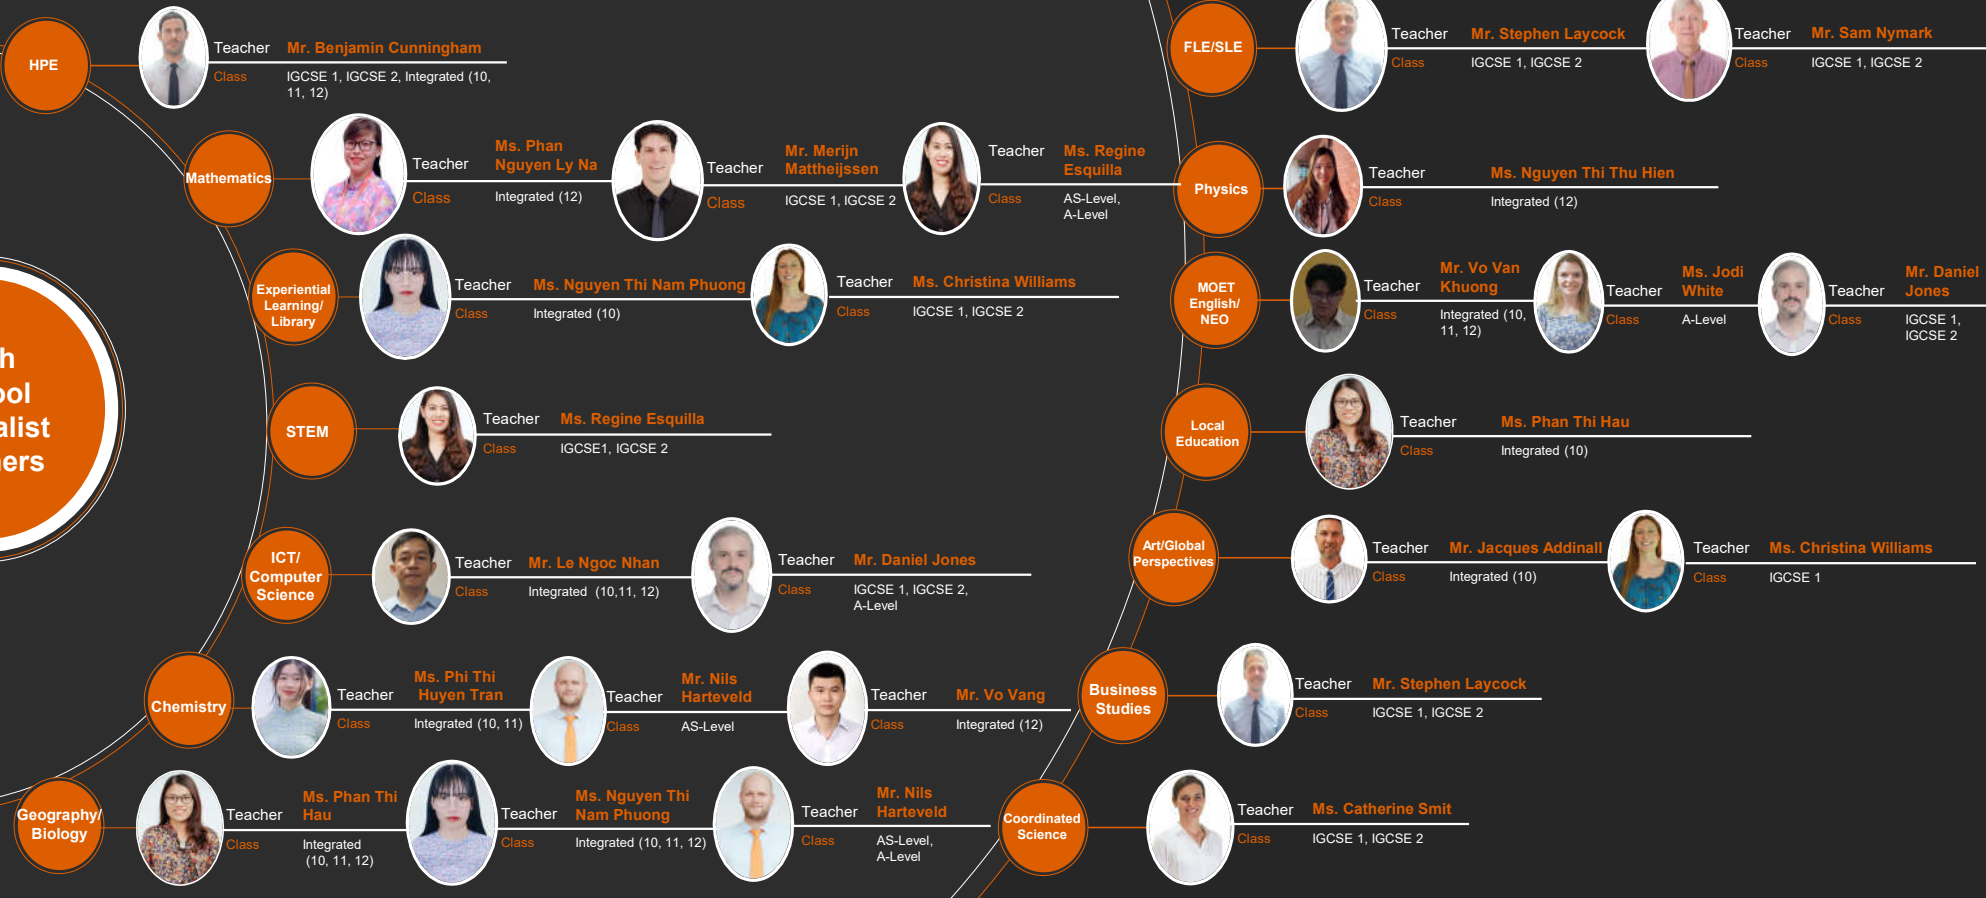 HPE
Teacher
Mr. Benjamin Cunningham
Class
IGCSE 1, IGCSE 2, Integrated (10,
11, 12)
Mathematics
Teacher
Ms. Phan
Nguyen Ly Na
Class
Integrated (12)
Teacher
Mr. Merijn
Mattheijssen
Class
IGCSE 1, IGCSE 2
Teacher
Ms. Regine
Esquilla
Class
AS-Level,
A-Level
Experiential
Learning/
Library
Teacher
Ms. Nguyen Thi Nam Phuong
Class
Integrated (10)
Teacher
Ms. Christina Williams
Class
IGCSE 1, IGCSE 2
h
ool
alist
ers
STEM
Teacher
Ms. Regine Esquilla
Class
IGCSE1, IGCSE 2
ICT/
Computer
Science
Teacher
Mr. Le Ngoc Nhan
Class
Integrated (10,11, 12)
Teacher
Mr. Daniel Jones
Class
IGCSE 1, IGCSE 2,
A-Level
Chemistry
Teacher
Ms. Phi Thi
Huyen Tran
Class
Integrated (10, 11)
Teacher
Mr. Nils
Harteveld
Class
AS-Level
Teacher
Mr. Vo Vang
Class
Integrated (12)
Geography/
Biology
Teacher
Ms. Phan Thi
Hau
Class
Integrated
(10, 11, 12)
Teacher
Ms. Nguyen Thi
Nam Phuong
Class
Integrated (10, 11, 12)
Teacher
Mr. Nils
Harteveld
Class
AS-Level,
A-Level
FLE/SLE
Teacher
Mr. Stephen Laycock
Class
IGCSE 1, IGCSE 2
Teacher
Mr. Sam Nymark
Class
IGCSE 1, IGCSE 2
Physics
Teacher
Ms. Nguyen Thi Thu Hien
Class
Integrated (12)
MOET
English/
NEO
Teacher
Mr. Vo Van
Khuong
Class
Integrated (10,
11, 12)
Teacher
Ms. Jodi
White
Class
A-Level
Teacher
Mr. Daniel
Jones
Class
IGCSE 1,
IGCSE 2
Local
Education
Teacher
Ms. Phan Thi Hau
Class
Integrated (10)
Art/Global
Perspectives
Teacher
Mr. Jacques Addinall
Class
Integrated (10)
Teacher
Ms. Christina Williams
Class
IGCSE 1
Business
Studies
Teacher
Mr. Stephen Laycock
Class
IGCSE 1, IGCSE 2
Coordinated
Science
Teacher
Ms. Catherine Smit
Class
IGCSE 1, IGCSE 2